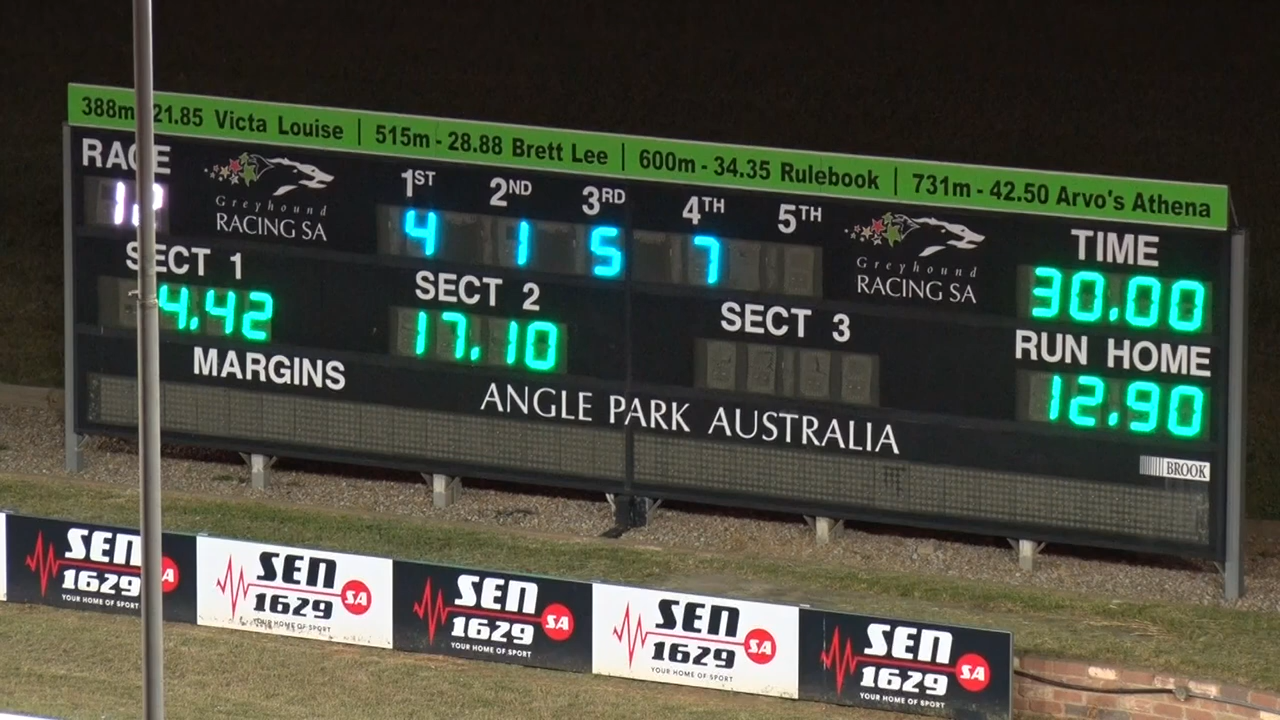 388m 21.85 Victa Louise | 515m - 28.88 Brett Lee | 600m - 34.35 Rulebook | 731m - 42.50 Arvo's Athena
RACE
12
Greyhound
RACING SA
1ST 2ND 3RD 4TH 5TH
4 1 5 7
Greyhound
RACING SA
TIME
30.00
SECT 1
4.42
SECT 2
17.10
SECT 3
RUN HOME
12.90
MARGINS
ANGLE PARK AUSTRALIA
BROOK
SEN
1629 SA
YOUR HOME OF SPORT
SEN
1629 SA
YOUR HOME OF SPORT
SEN
1629 SA
YOUR HOME OF SPORT
SEN
1629 SA
YOUR HOME OF SPORT
SEN
1629 SA
YOUR HOME OF SPORT